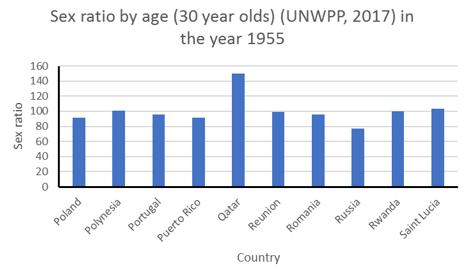 Sex ratio by age (30 year olds) (UNWPP, 2017) in
the year 1955
160
140
120
100
80
60
40
20
0
Sex ratio
Poland
Polynesia
Portugal
Puerto Rico
Qatar
Reunion
Romania
Russia
Rwanda
Saint Lucia
Country